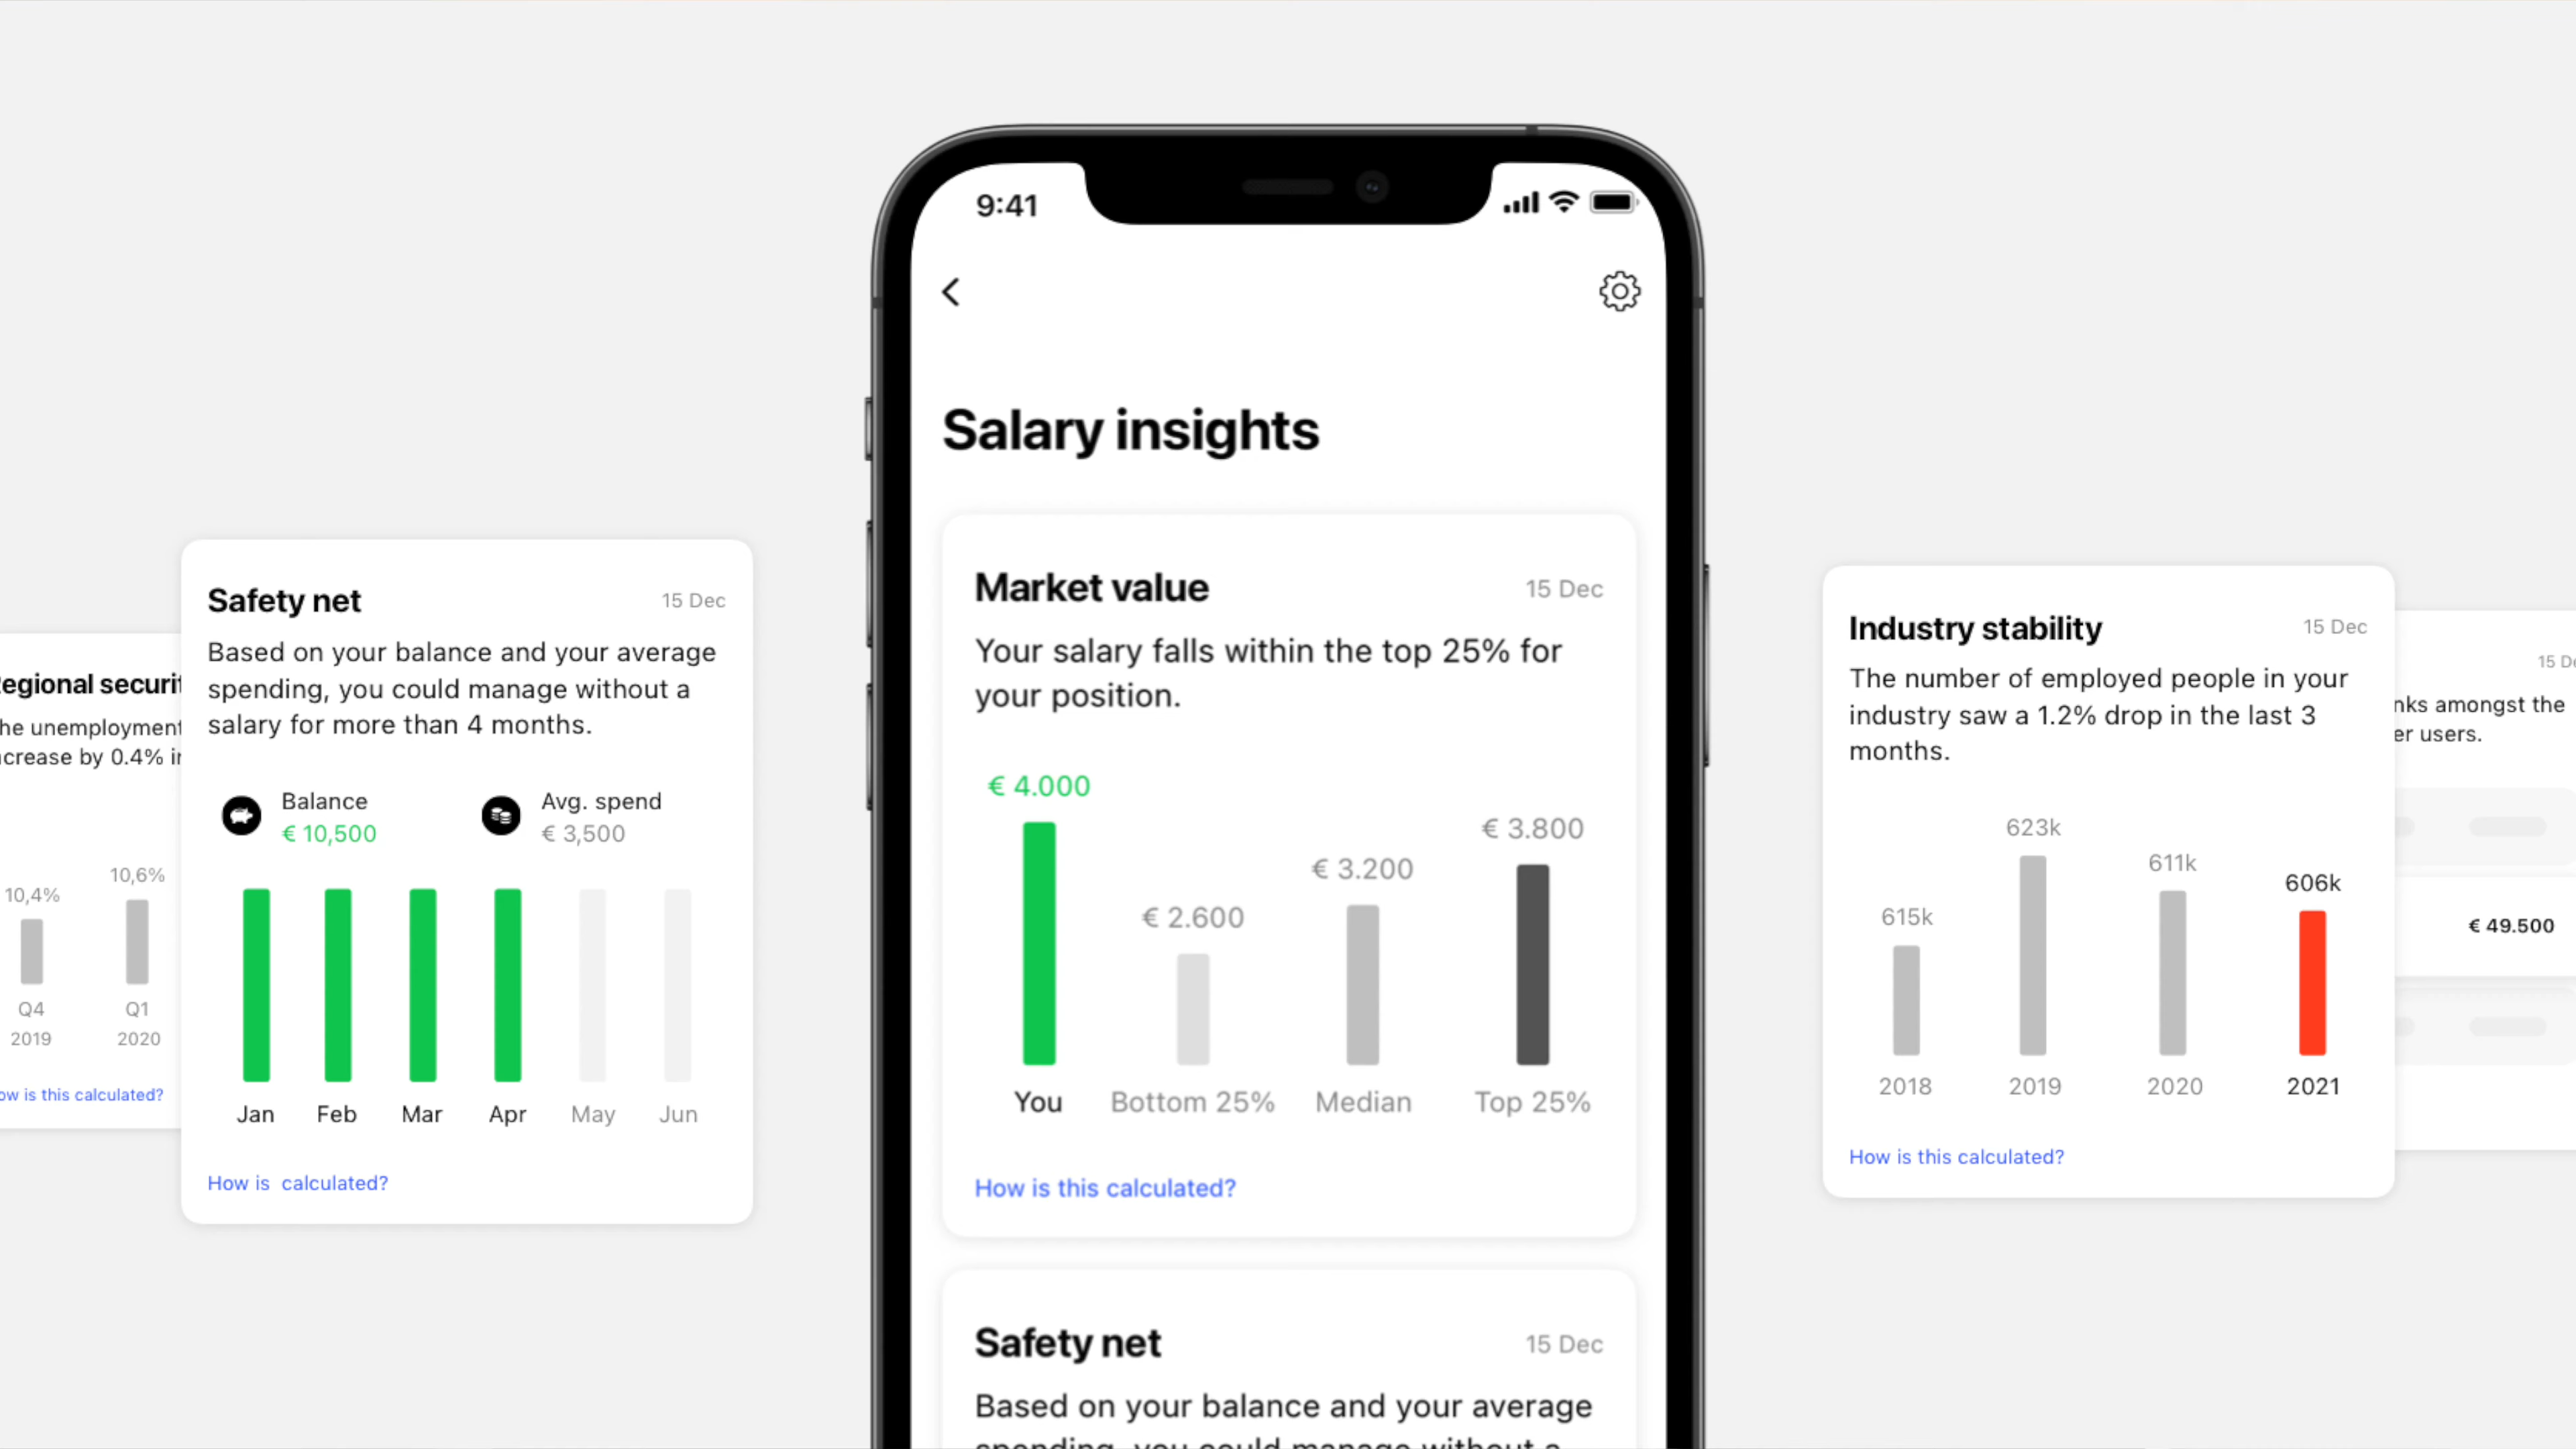 9:41
Salary insights
Market value
15 Dec
Your salary falls within the top 25% for
your position.
€ 4.000
€ 2.600
€ 3.200
€ 3.800
You
Bottom 25%
Median
Top 25%
How is this calculated?
Safety net
15 Dec
Based on your balance and your average
spending, you could manage without a
egional securit
he unemployment
crease by 0.4% i
10,4%
10,6%
Q4
2019
Q1
2020
ow is this calculated?
Safety net
15 Dec
Based on your balance and your average
spending, you could manage without a
salary for more than 4 months.
Balance
€ 10,500
Avg. spend
€ 3,500
Jan
Feb
Mar
Apr
May
Jun
How is calculated?
Industry stability
15 Dec
The number of employed people in your
industry saw a 1.2% drop in the last 3
months.
615k
623k
611k
606k
2018
2019
2020
2021
How is this calculated?
15 De
nks amongst the
er users.
€ 49.500